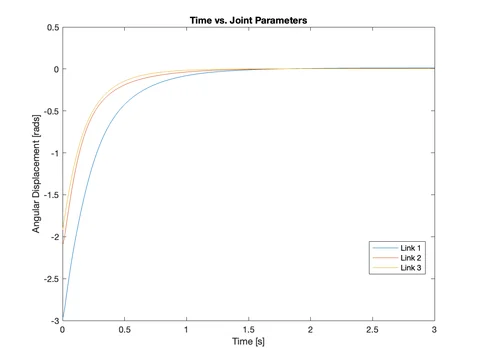 Time vs. Joint Parameters
0.5
0
-0.5
-1
-1.5
-2
-2.5
-3
Angular Displacement [rads]
Link 1
Link 2
Link 3
0 0.5 1 1.5 2 2.5 3
Time [s]